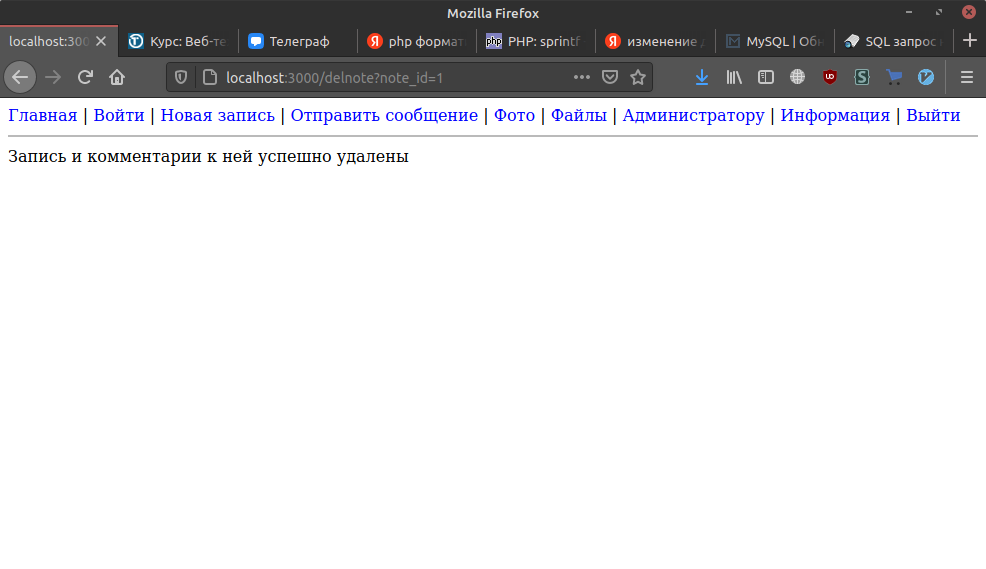 Mozilla Firefox
localhost:300 Курс: Веб-те Телеграф php формат PHP: sprintf изменение MySQL | Обн SQL запрос
localhost:3000/delnote?note_id=1
Главная | Войти | Новая запись | Отправить сообщение | Фото | Файлы | Администратору | Информация | Выйти
Запись и комментарии к ней успешно удалены